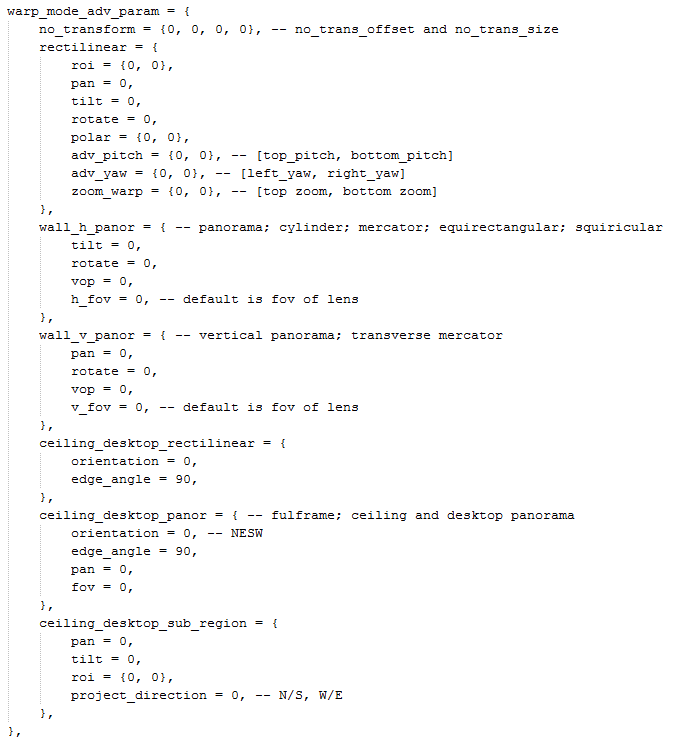 warp_mode_adv_param = {
    no_transform = {0, 0, 0, 0}, -- no_trans_offset and no_trans_size
    rectilinear = {
        roi = {0, 0},
        pan = 0,
        tilt = 0,
        rotate = 0,
        polar = {0, 0},
        adv_pitch = {0, 0}, -- [top_pitch, bottom_pitch]
        adv_yaw = {0, 0}, -- [left_yaw, right_yaw]
        zoom_warp = {0, 0}, -- [top zoom, bottom zoom]
    },
    wall_h_panor = { -- panorama; cylinder; mercator; equirectangular; squiricular
        tilt = 0,
        rotate = 0,
        vop = 0,
        h_fov = 0, -- default is fov of lens
    },
    wall_v_panor = { -- vertical panorama; transverse mercator
        pan = 0,
        rotate = 0,
        vop = 0,
        v_fov = 0, -- default is fov of lens
    },
    ceiling_desktop_rectilinear = {
        orientation = 0,
        edge_angle = 90,
    },
    ceiling_desktop_panor = { -- fulframe; ceiling and desktop panorama
        orientation = 0, -- NESW
        edge_angle = 90,
        pan = 0,
        fov = 0,
    },
    ceiling_desktop_sub_region = {
        pan = 0,
        tilt = 0,
        roi = {0, 0},
        project_direction = 0, -- N/S, W/E
    },
},